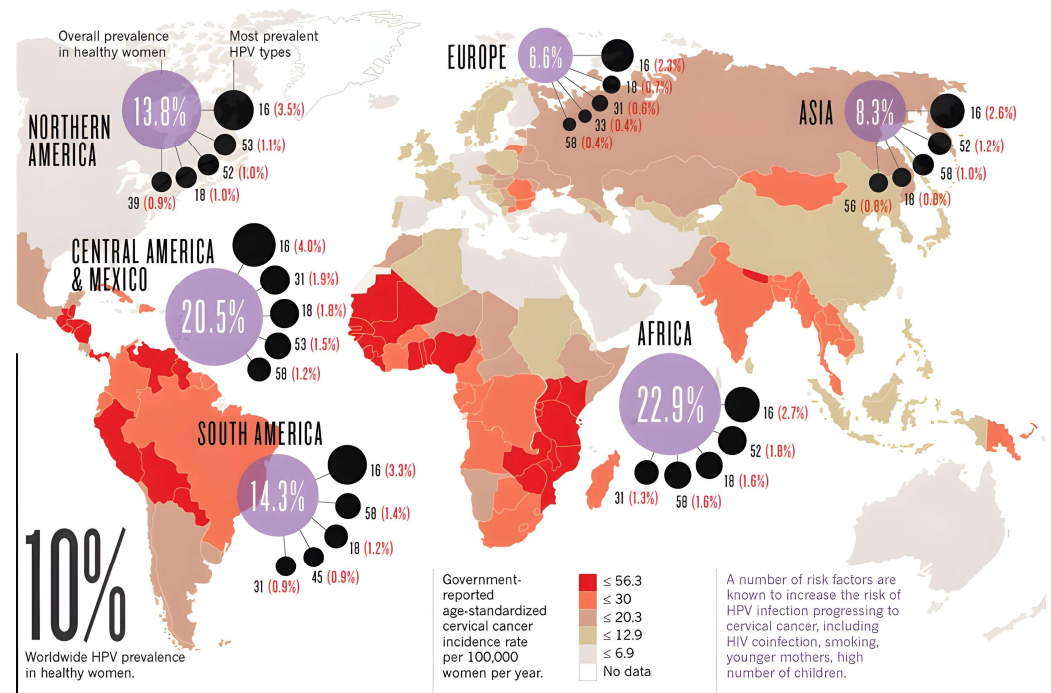 Overall prevalence
in healthy women
Most prevalent
HPV types
NORTHERN
AMERICA
13.8%
16 (3.5%)
53 (1.1%)
52 (1.0%)
18 (1.0%)
39 (0.9%)
EUROPE
6.6%
16 (2.3%)
18 (0.7%)
31 (0.6%)
33 (0.4%)
58 (0.4%)
ASIA
8.3%
16 (2.6%)
52 (1.2%)
58 (1.0%)
18 (0.8%)
56 (0.8%)
CENTRAL AMERICA
& MEXICO
20.5%
16 (4.0%)
31 (1.9%)
18 (1.8%)
53 (1.5%)
58 (1.2%)
AFRICA
22.9%
16 (2.7%)
52 (1.8%)
18 (1.6%)
58 (1.6%)
31 (1.3%)
SOUTH AMERICA
14.3%
16 (3.3%)
58 (1.4%)
18 (1.2%)
45 (0.9%)
31 (0.9%)
10%
Worldwide HPV prevalence
in healthy women.
Government-
reported
age-standardized
cervical cancer
incidence rate
per 100,000
women per year.
≤ 56.3
≤ 30
≤ 20.3
≤ 12.9
≤ 6.9
No data
A number of risk factors are
known to increase the risk of
HPV infection progressing to
cervical cancer, including
HIV coinfection, smoking,
younger mothers, high
number of children.